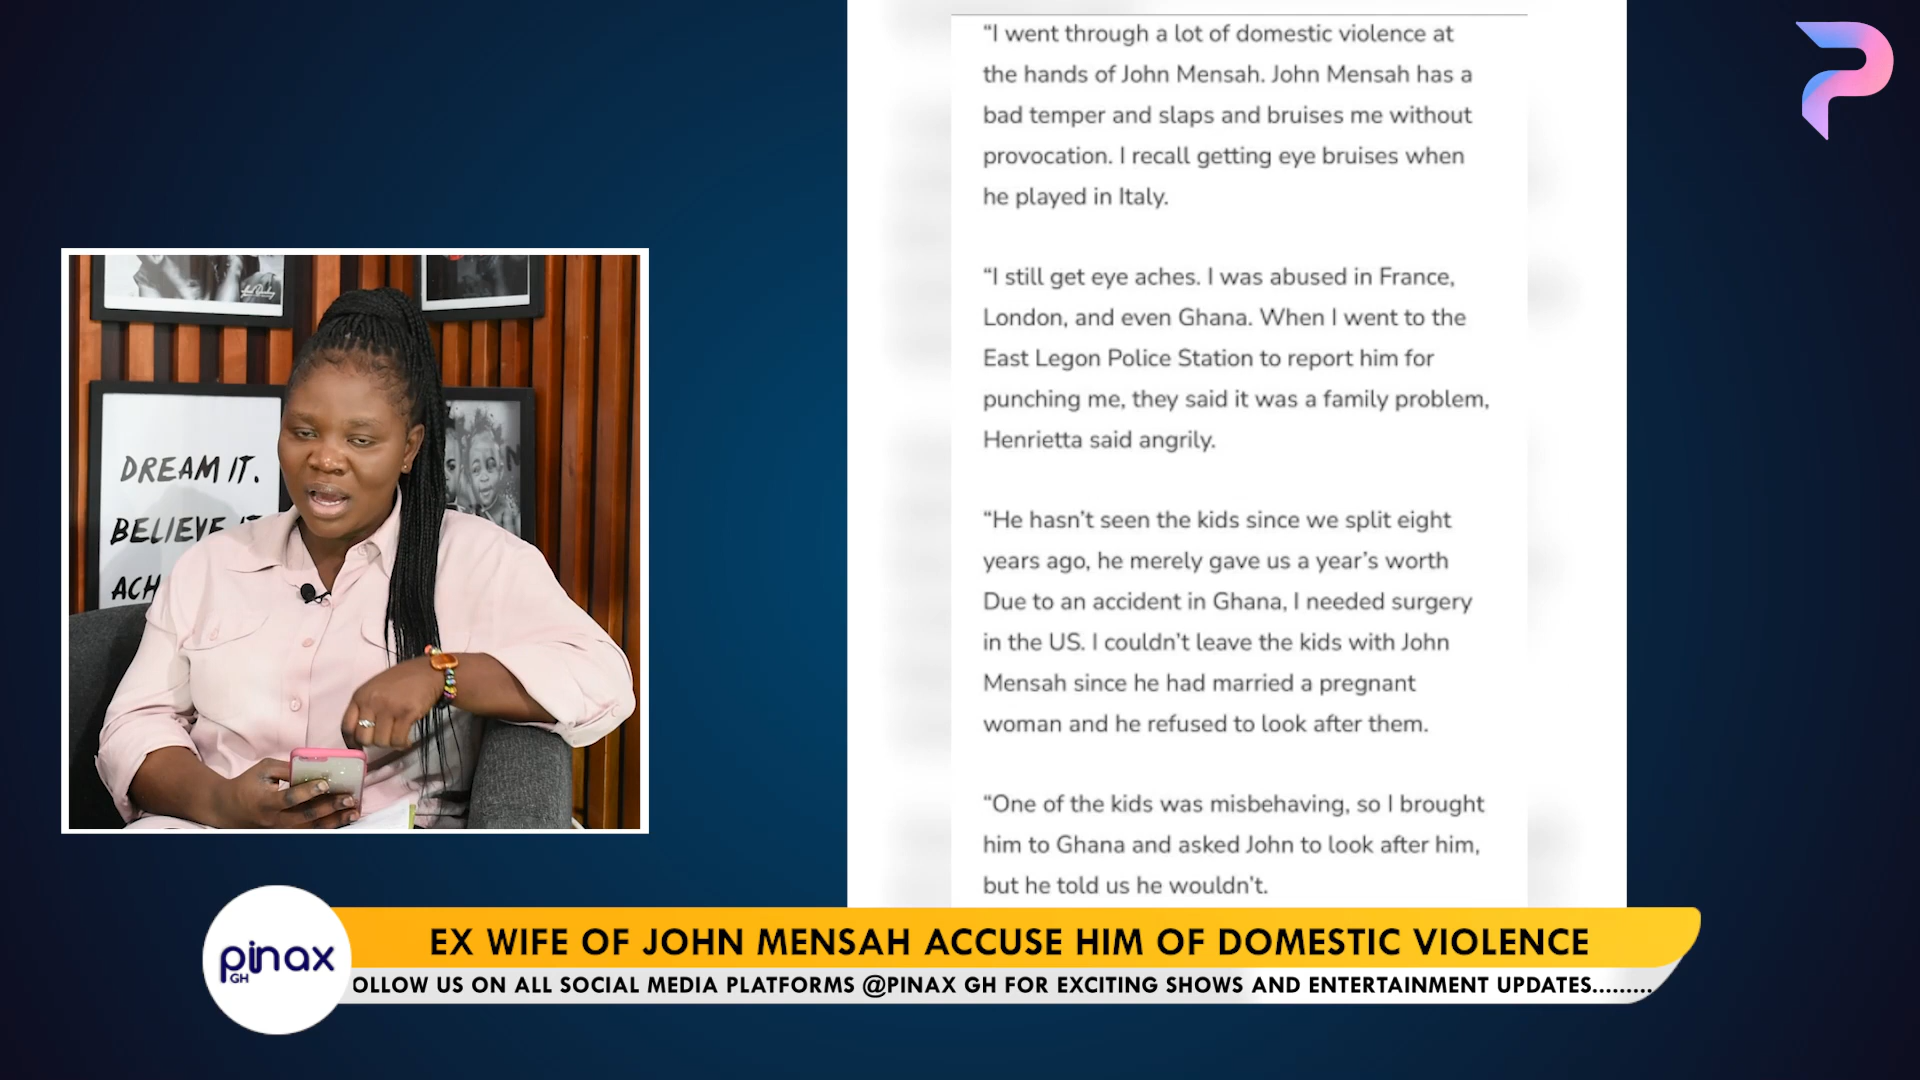 “I went through a lot of domestic violence at
the hands of John Mensah. John Mensah has a
bad temper and slaps and bruises me without
provocation. I recall getting eye bruises when
he played in Italy.
“I still get eye aches. I was abused in France,
London, and even Ghana. When I went to the
East Legon Police Station to report him for
punching me, they said it was a family problem,
Henrietta said angrily.
“He hasn’t seen the kids since we split eight
years ago, he merely gave us a year’s worth
Due to an accident in Ghana, I needed surgery
in the US. I couldn’t leave the kids with John
Mensah since he had married a pregnant
woman and he refused to look after them.
“One of the kids was misbehaving, so I brought
him to Ghana and asked John to look after him,
but he told us he wouldn’t.
DREAM IT.
BELIEVE IT
ACH
pinax
GH
EX WIFE OF JOHN MENSAH ACCUSE HIM OF DOMESTIC VIOLENCE
OLLOW US ON ALL SOCIAL MEDIA PLATFORMS @PINAX GH FOR EXCITING SHOWS AND ENTERTAINMENT UPDATES.........